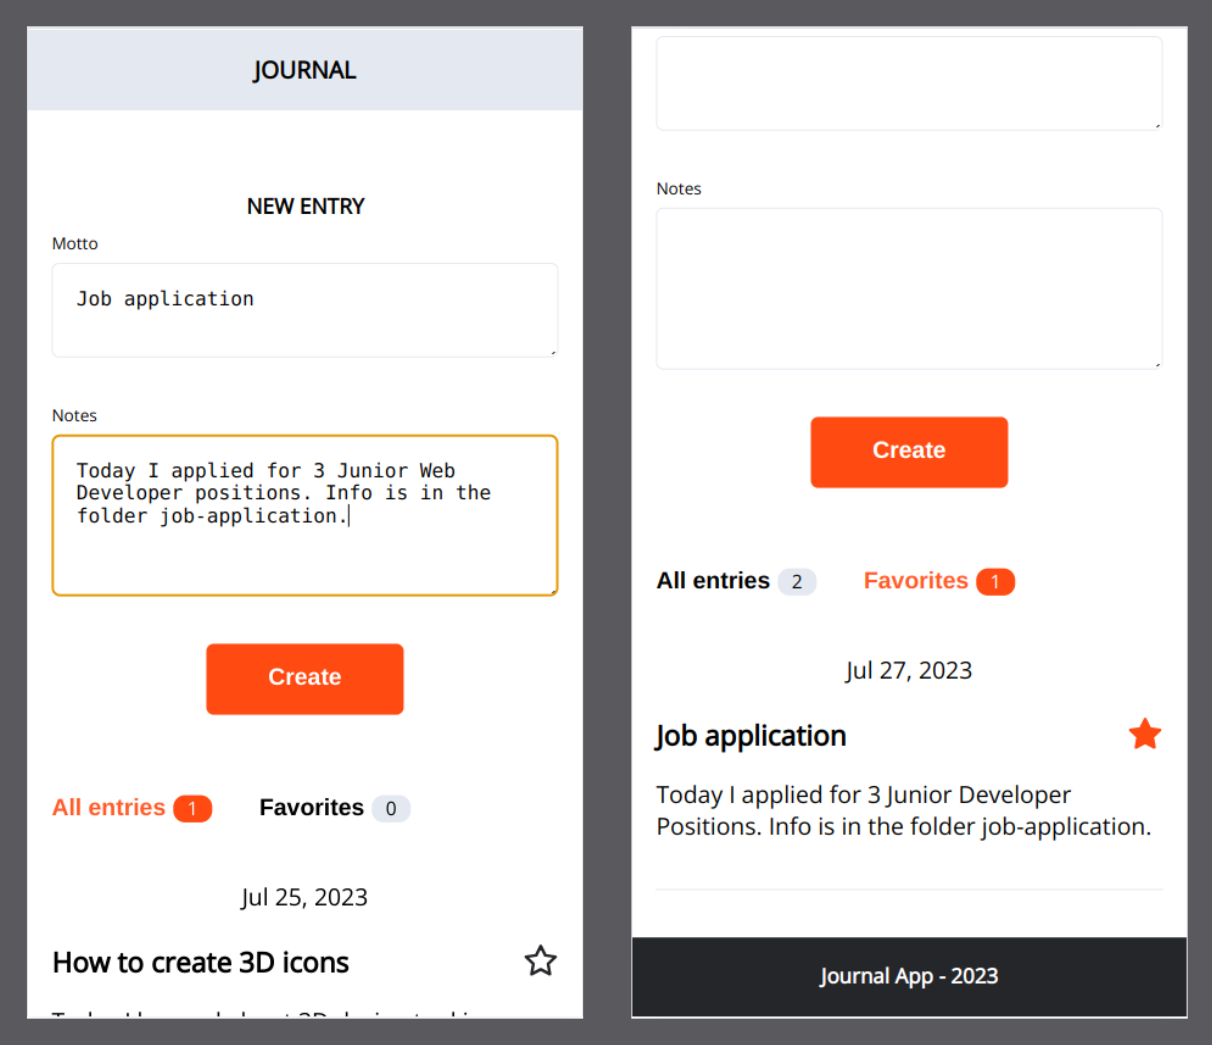 JOURNAL
NEW ENTRY
Motto
Job application
Notes
Today I applied for 3 Junior Web
Developer positions. Info is in the
folder job-application.
Create
All entries 1 Favorites 0
Jul 25, 2023
How to create 3D icons
Notes
Create
All entries 2 Favorites 1
Jul 27, 2023
Job application
Today I applied for 3 Junior Developer
Positions. Info is in the folder job-application.
Journal App - 2023